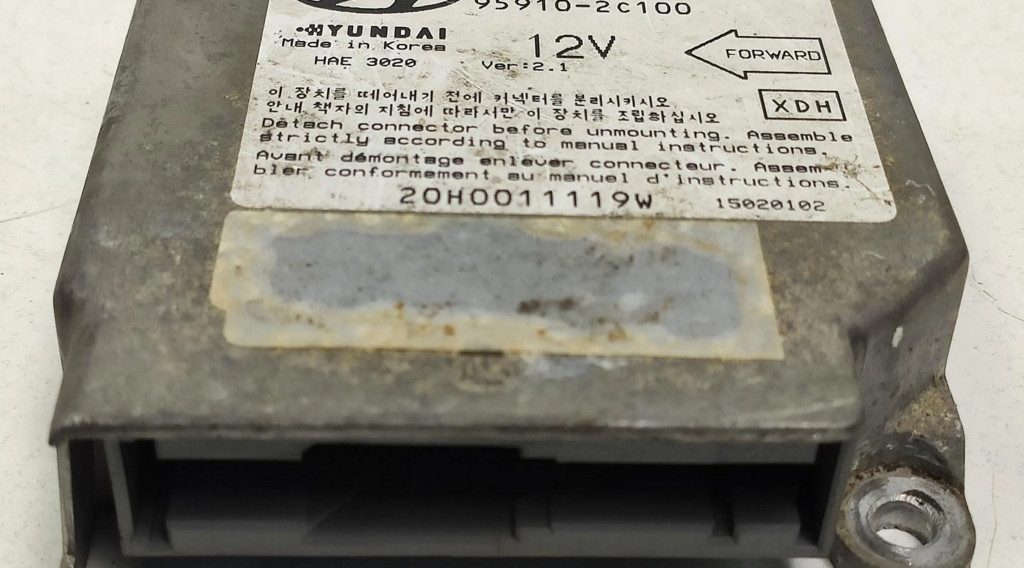 95910-2C100
HYUNDAI
Made in Korea
HAE 3020
12V
Ver:2.1
FORWARD
XDH
이 장치를 떼어내기 전에 커넥터를 분리시키시오
안내 책자의 지침에 따라서만 이 장치를 조립하십시오
Detach connector before unmounting. Assemble
strictly according to manual instructions.
Avant démontage enlever connecteur. Assem-
bler conformement au manuel d'instructions.
20H0011119W
15020102